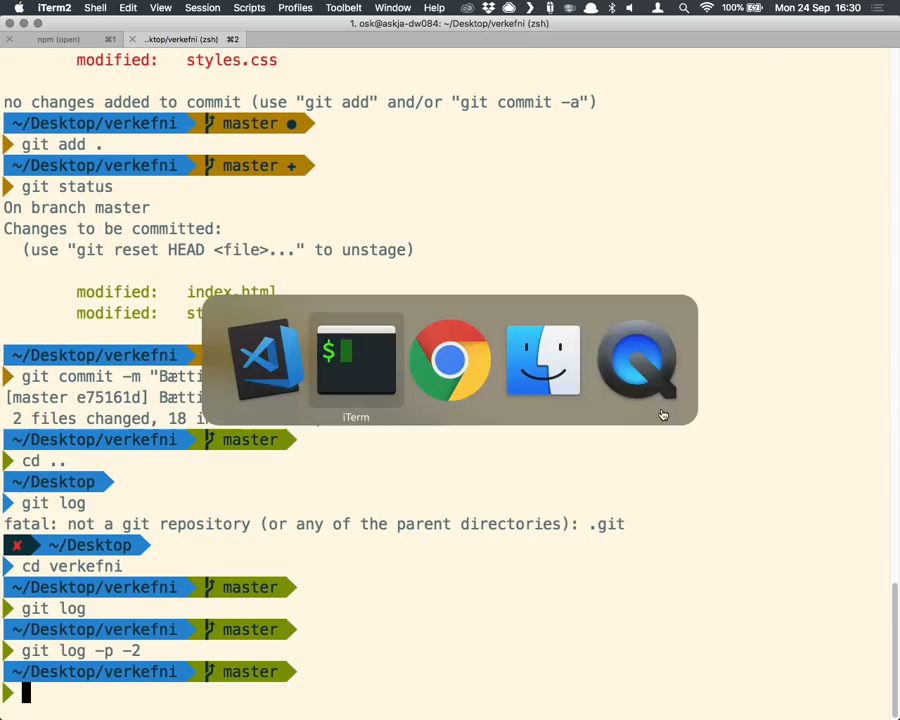 iTerm2 Shell Edit View Session Scripts Profiles Toolbelt Window Help 100% Mon 24 Sep 16:30
1. osk@askja-dw084: ~/Desktop/verkefni (zsh)
npm (open) ⌘1 ..ktop/verkefni (zsh) ⌘2
modified: styles.css
no changes added to commit (use "git add" and/or "git commit -a")
~/Desktop/verkefni master ●
git add .
~/Desktop/verkefni master +
git status
On branch master
Changes to be committed:
(use "git reset HEAD <file>..." to unstage)
modified: index.html
modified: st
~/Desktop/verkefni
git commit -m "Bætti
[master e75161d] Bætti
2 files changed, 18 i
~/Desktop/verkefni master
cd ..
~/Desktop
git log
fatal: not a git repository (or any of the parent directories): .git
✘ ~/Desktop
cd verkefni
~/Desktop/verkefni master
git log
~/Desktop/verkefni master
git log -p -2
~/Desktop/verkefni master
$
iTerm